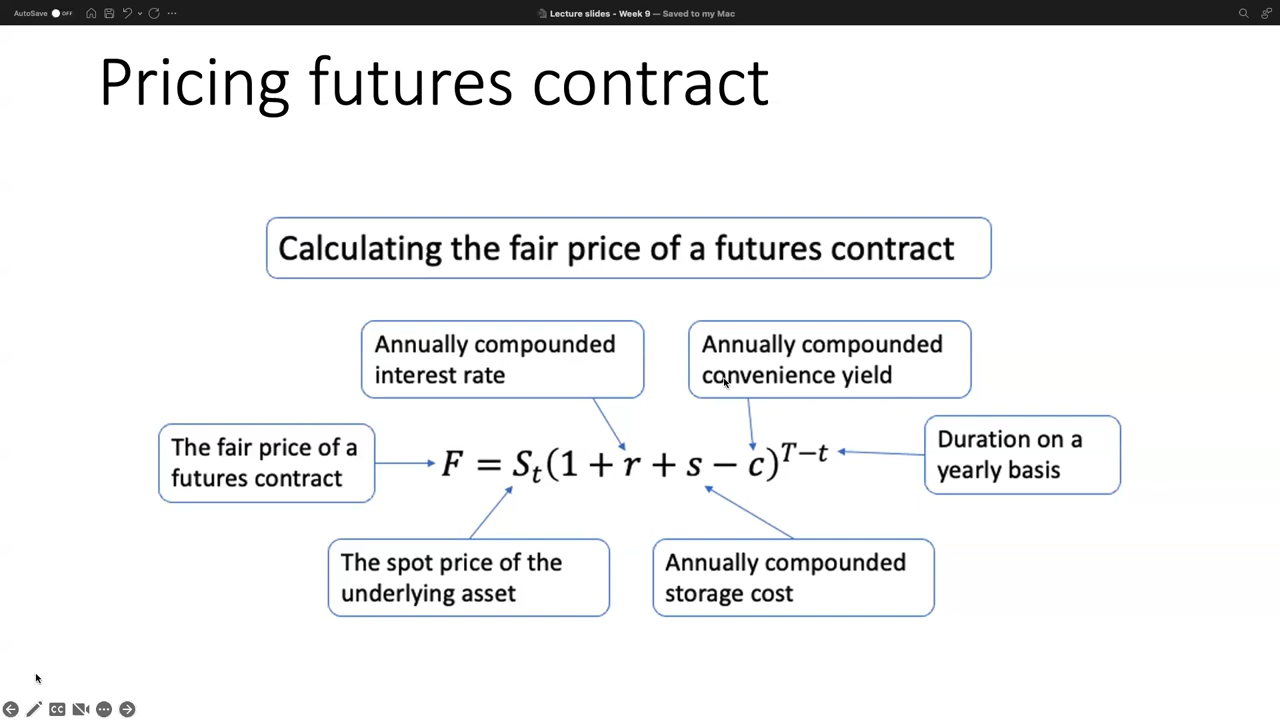 AutoSave OFF
Lecture slides - Week 9 — Saved to my Mac
Pricing futures contract
Calculating the fair price of a futures contract
Annually compounded
interest rate
Annually compounded
convenience yield
The fair price of a
futures contract
F = S_t(1 + r + s − c)^{T−t}
Duration on a
yearly basis
The spot price of the
underlying asset
Annually compounded
storage cost
CC